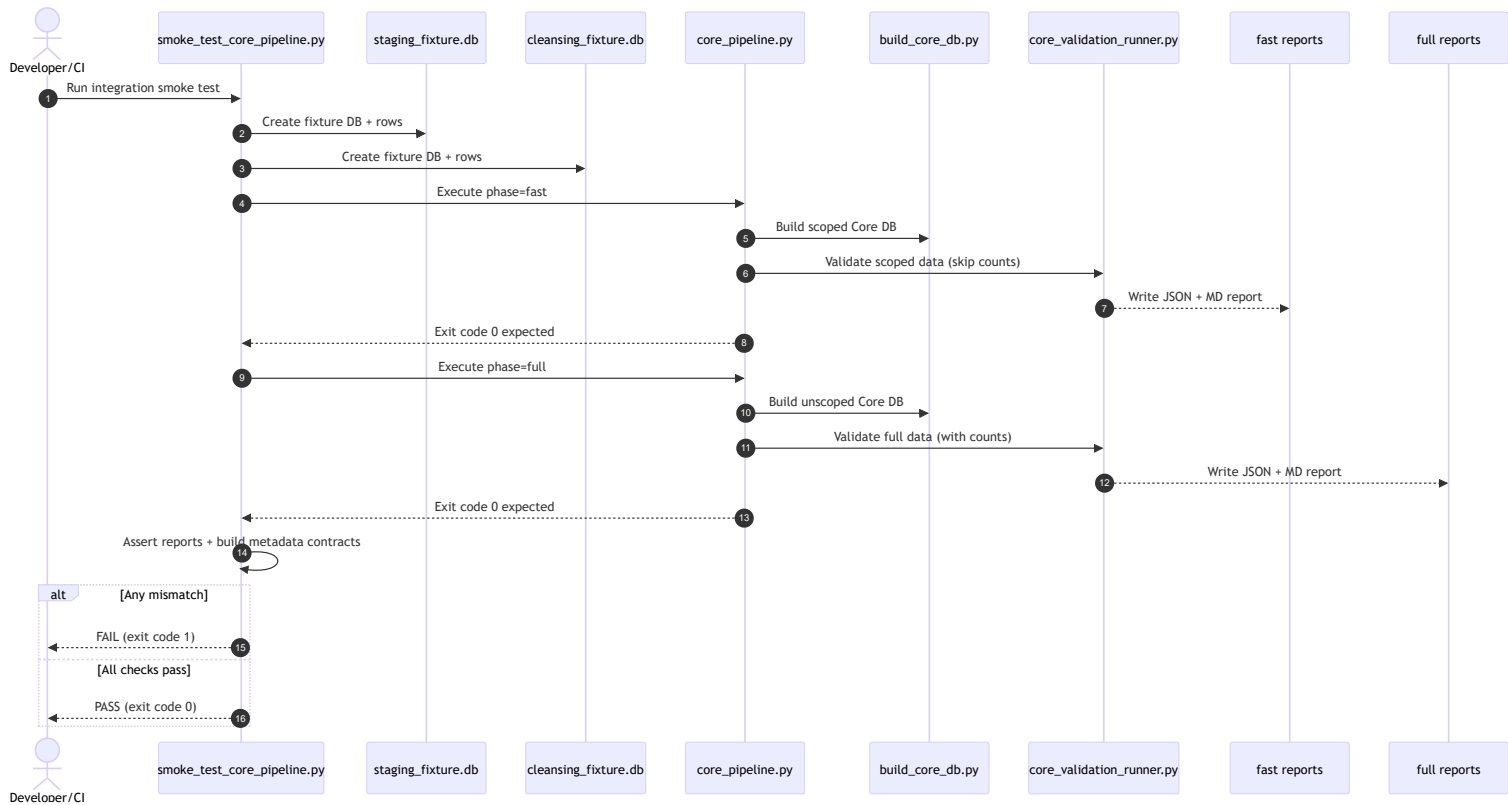 Developer/CI
smoke_test_core_pipeline.py
staging_fixture.db
cleansing_fixture.db
core_pipeline.py
build_core_db.py
core_validation_runner.py
fast reports
full reports
1 Run integration smoke test
2 Create fixture DB + rows
3 Create fixture DB + rows
4 Execute phase=fast
5 Build scoped Core DB
6 Validate scoped data (skip counts)
7 Write JSON + MD report
8 Exit code 0 expected
9 Execute phase=full
10 Build unscoped Core DB
11 Validate full data (with counts)
12 Write JSON + MD report
13 Exit code 0 expected
14 Assert reports + build metadata contracts
alt [Any mismatch]
15 FAIL (exit code 1)
[All checks pass]
16 PASS (exit code 0)
Developer/CI
smoke_test_core_pipeline.py
staging_fixture.db
cleansing_fixture.db
core_pipeline.py
build_core_db.py
core_validation_runner.py
fast reports
full reports